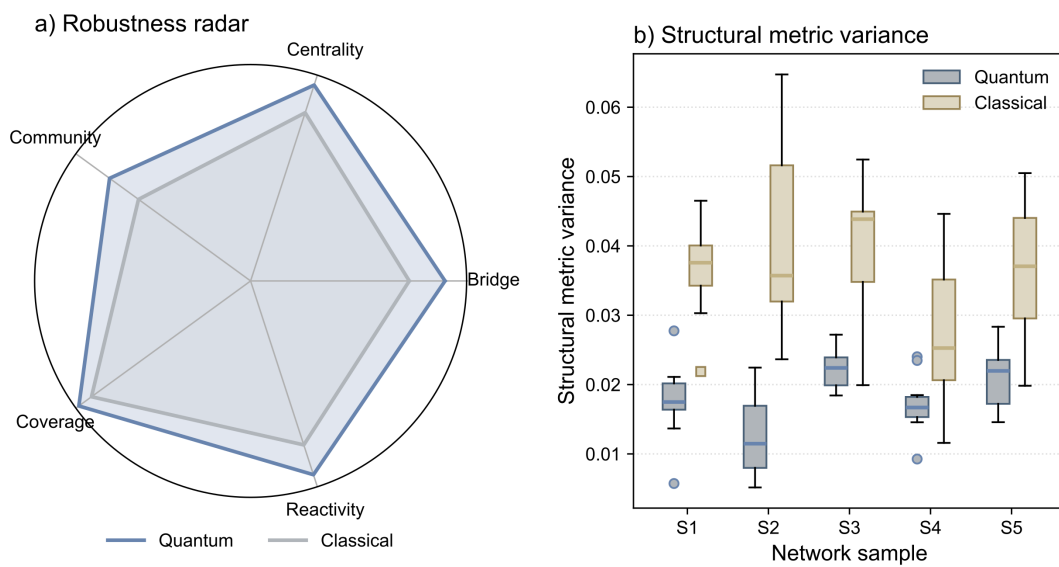 a) Robustness radar
Centrality
Community
Bridge
Coverage
Reactivity
Quantum
Classical
b) Structural metric variance
Quantum
Classical
Structural metric variance
0.06
0.05
0.04
0.03
0.02
0.01
S1 S2 S3 S4 S5
Network sample